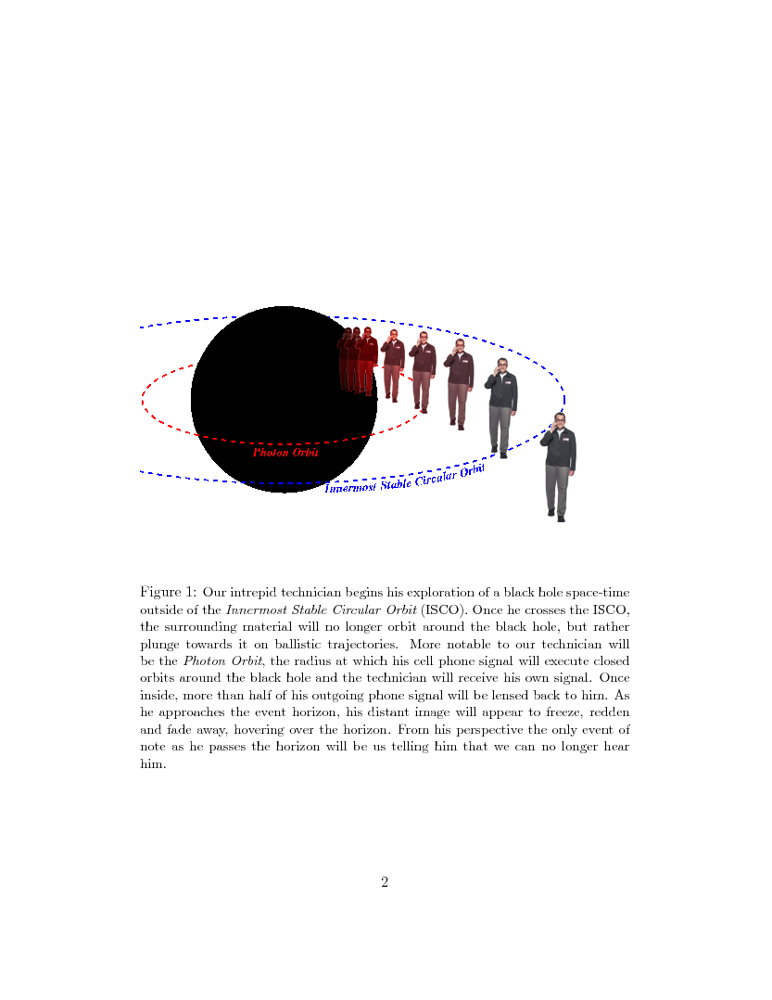 Photon Orbit
Innermost Stable Circular Orbit
Figure 1: Our intrepid technician begins his exploration of a black hole space-time
outside of the Innermost Stable Circular Orbit (ISCO). Once he crosses the ISCO,
the surrounding material will no longer orbit around the black hole, but rather
plunge towards it on ballistic trajectories. More notable to our technician will
be the Photon Orbit, the radius at which his cell phone signal will execute closed
orbits around the black hole and the technician will receive his own signal. Once
inside, more than half of his outgoing phone signal will be lensed back to him. As
he approaches the event horizon, his distant image will appear to freeze, redden
and fade away, hovering over the horizon. From his perspective the only event of
note as he passes the horizon will be us telling him that we can no longer hear
him.
2